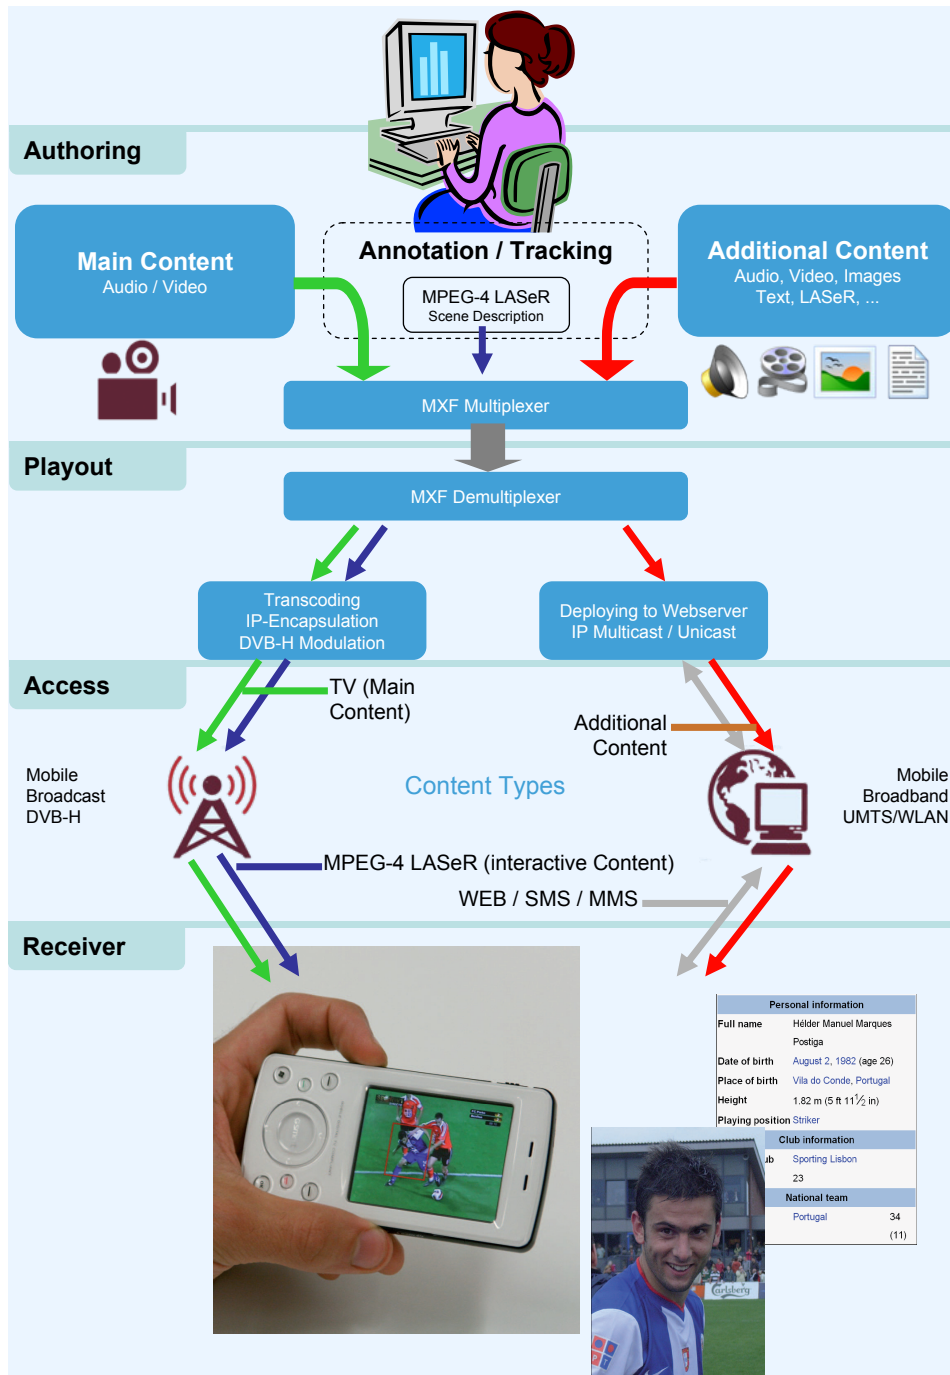 Authoring
Main Content
Audio / Video
Annotation / Tracking
MPEG-4 LASeR
Scene Description
Additional Content
Audio, Video, Images
Text, LASeR, ...
MXF Multiplexer
Playout
MXF Demultiplexer
Transcoding
IP-Encapsulation
DVB-H Modulation
Deploying to Webserver
IP Multicast / Unicast
Access
TV (Main
Content)
Additional
Content
Mobile
Broadcast
DVB-H
Content Types
Mobile
Broadband
UMTS/WLAN
MPEG-4 LASeR (interactive Content)
WEB / SMS / MMS
Receiver
Personal information
Full name Hélder Manuel Marques
Postiga
Date of birth August 2, 1982 (age 26)
Place of birth Vila do Conde, Portugal
Height 1.82 m (5 ft 11 1⁄2 in)
Playing position Striker
Club information
ub Sporting Lisbon
23
National team
Portugal 34
(11)
Carlsberg